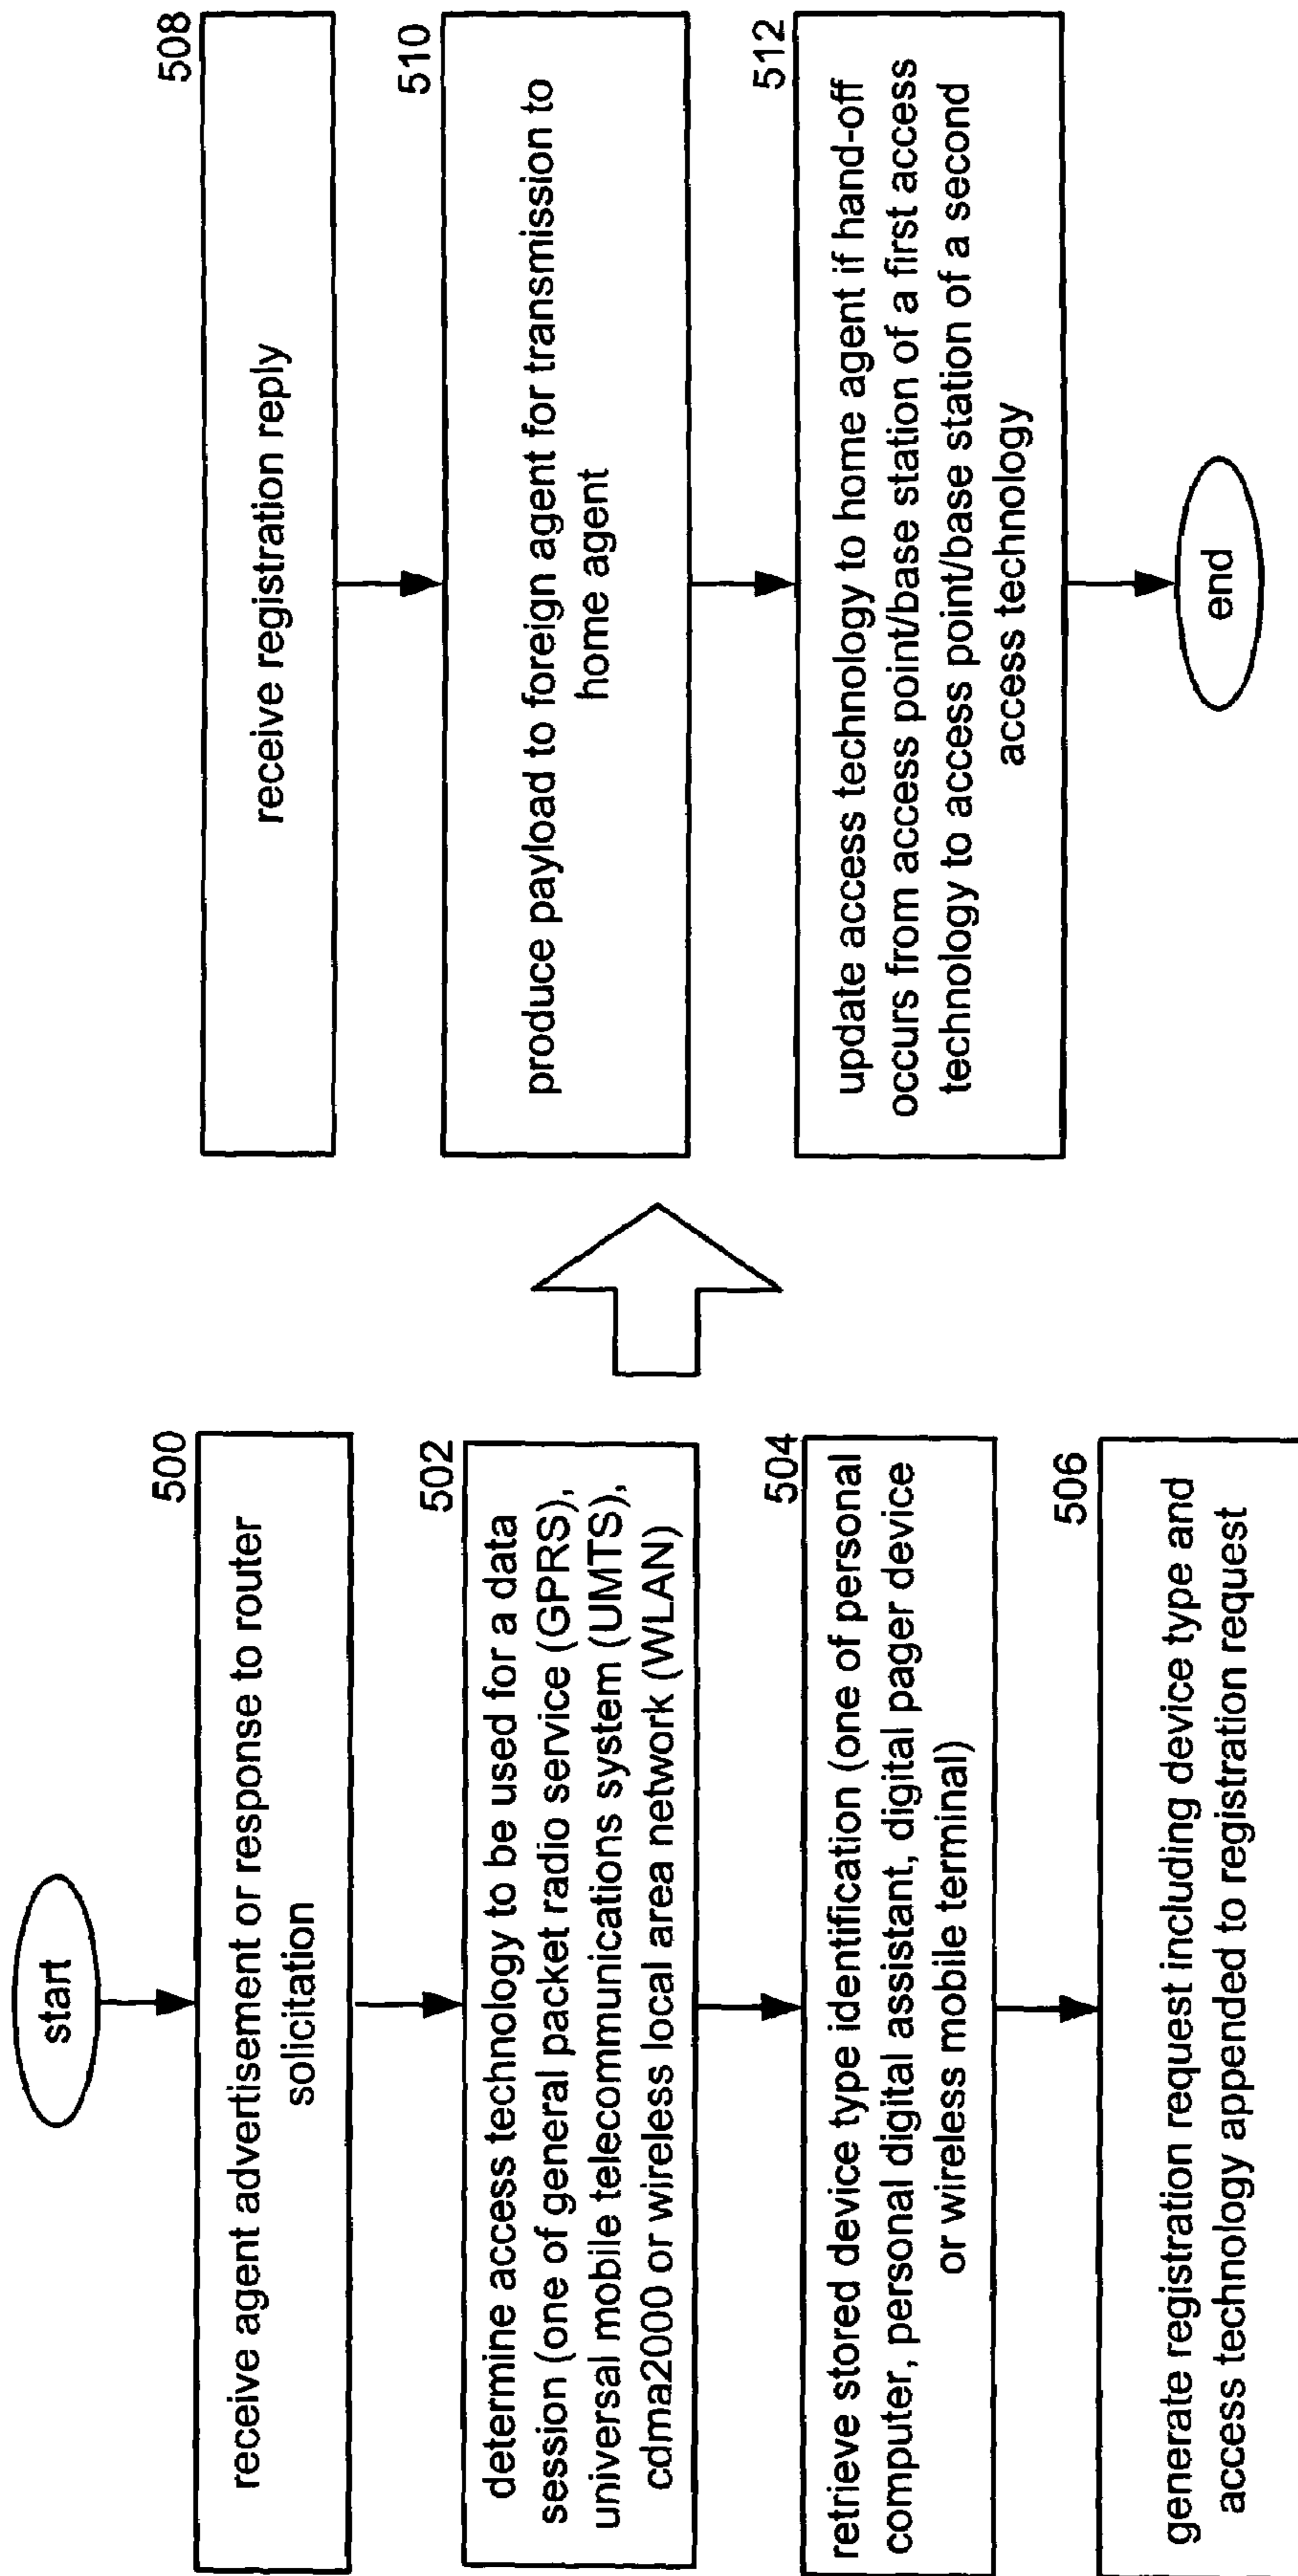 start
500
receive agent advertisement or response to router
solicitation
502
determine access technology to be used for a data
session (one of general packet radio service (GPRS),
universal mobile telecommunications system (UMTS),
cdma2000 or wireless local area network (WLAN)
504
retrieve stored device type identification (one of personal
computer, personal digital assistant, digital pager device
or wireless mobile terminal)
506
generate registration request including device type and
access technology appended to registration request
508
receive registration reply
510
produce payload to foreign agent for transmission to
home agent
512
update access technology to home agent if hand-off
occurs from access point/base station of a first access
technology to access point/base station of a second
access technology
end